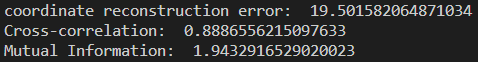 coordinate reconstruction error:  19.501582064871034
Cross-correlation:  0.8886556215097633
Mutual Information:  1.9432916529020023